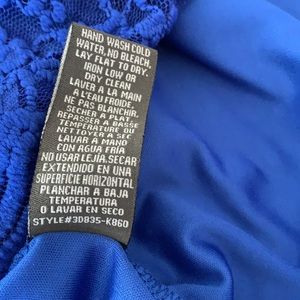 HAND WASH COLD
WATER. NO BLEACH.
LAY FLAT TO DRY.
IRON LOW OR
DRY CLEAN
LAVER A LA MAIN
A L'EAU FROIDE.
NE PAS BLANCHIR.
SECHER A PLAT
REPASSER A BASSE
TEMPERATURE OU
NETTOYER A SEC
LAVAR A MANO
CON AGUA FRIA
NO USAR LEJIA. SECAR
EXTENDIDO EN UNA
SUPERFICIE HORIZONTAL
PLANCHAR A BAJA
TEMPERATURA
O LAVAR EN SECO
STYLE#3D835-K860